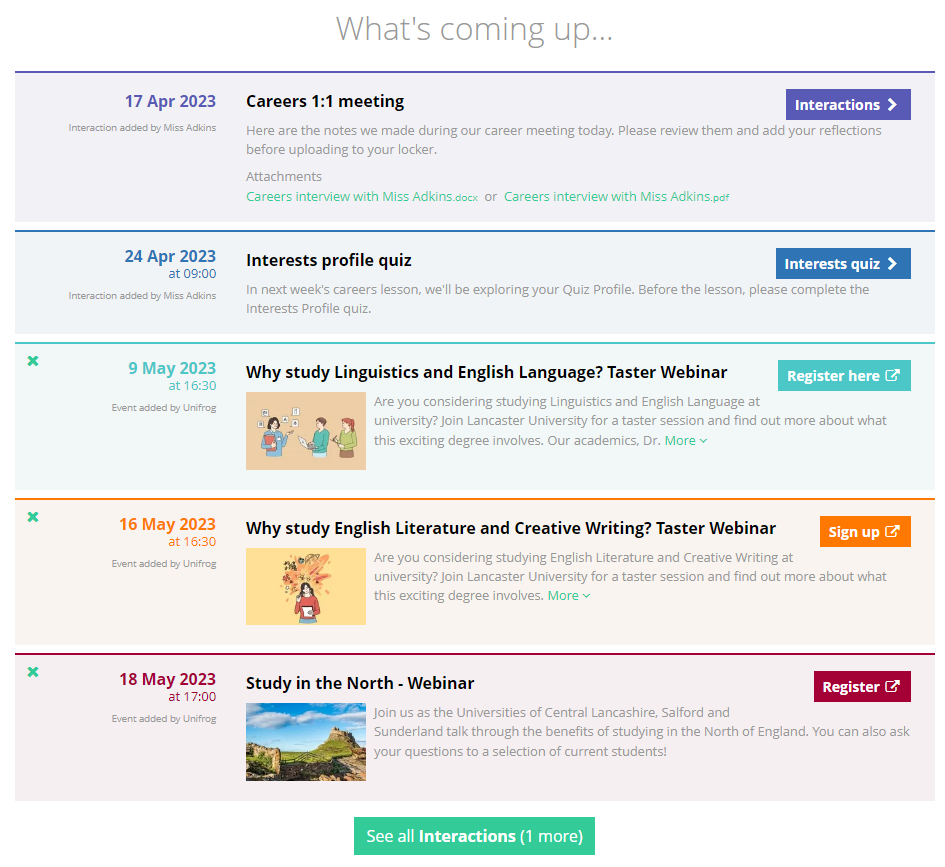 What's coming up...
17 Apr 2023
Interaction added by Miss Adkins
Careers 1:1 meeting
Interactions
Here are the notes we made during our career meeting today. Please review them and add your reflections
before uploading to your locker.
Attachments
Careers interview with Miss Adkins.docx or Careers interview with Miss Adkins.pdf
24 Apr 2023
at 09:00
Interaction added by Miss Adkins
Interests profile quiz
Interests quiz
In next week's careers lesson, we'll be exploring your Quiz Profile. Before the lesson, please complete the
Interests Profile quiz.
9 May 2023
at 16:30
Event added by Unifrog
Why study Linguistics and English Language? Taster Webinar
Register here
Are you considering studying Linguistics and English Language at
university? Join Lancaster University for a taster session and find out more about what
this exciting degree involves. Our academics, Dr. More
16 May 2023
at 16:30
Event added by Unifrog
Why study English Literature and Creative Writing? Taster Webinar
Sign up
Are you considering studying English Literature and Creative Writing at
university? Join Lancaster University for a taster session and find out more about what
this exciting degree involves. More
18 May 2023
at 17:00
Event added by Unifrog
Study in the North - Webinar
Register
Join us as the Universities of Central Lancashire, Salford and
Sunderland talk through the benefits of studying in the North of England. You can also ask
your questions to a selection of current students!
See all Interactions (1 more)